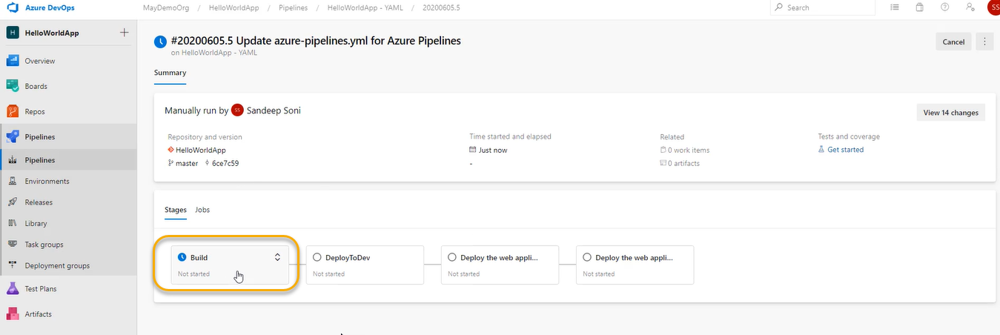 Azure DevOps
MayDemoOrg / HelloWorldApp / Pipelines / HelloWorldApp - YAML / 20200605.5
Search
SS
H HelloWorldApp
Overview
Boards
Repos
Pipelines
Pipelines
Environments
Releases
Library
Task groups
Deployment groups
Test Plans
Artifacts
#20200605.5 Update azure-pipelines.yml for Azure Pipelines
on HelloWorldApp - YAML
Cancel
Summary
Manually run by SS Sandeep Soni
View 14 changes
Repository and version
HelloWorldApp
master 6ce7c59
Time started and elapsed
Just now
-
Related
0 work items
0 artifacts
Tests and coverage
Get started
Stages Jobs
Build
Not started
DeployToDev
Not started
Deploy the web appli...
Not started
Deploy the web appli...
Not started